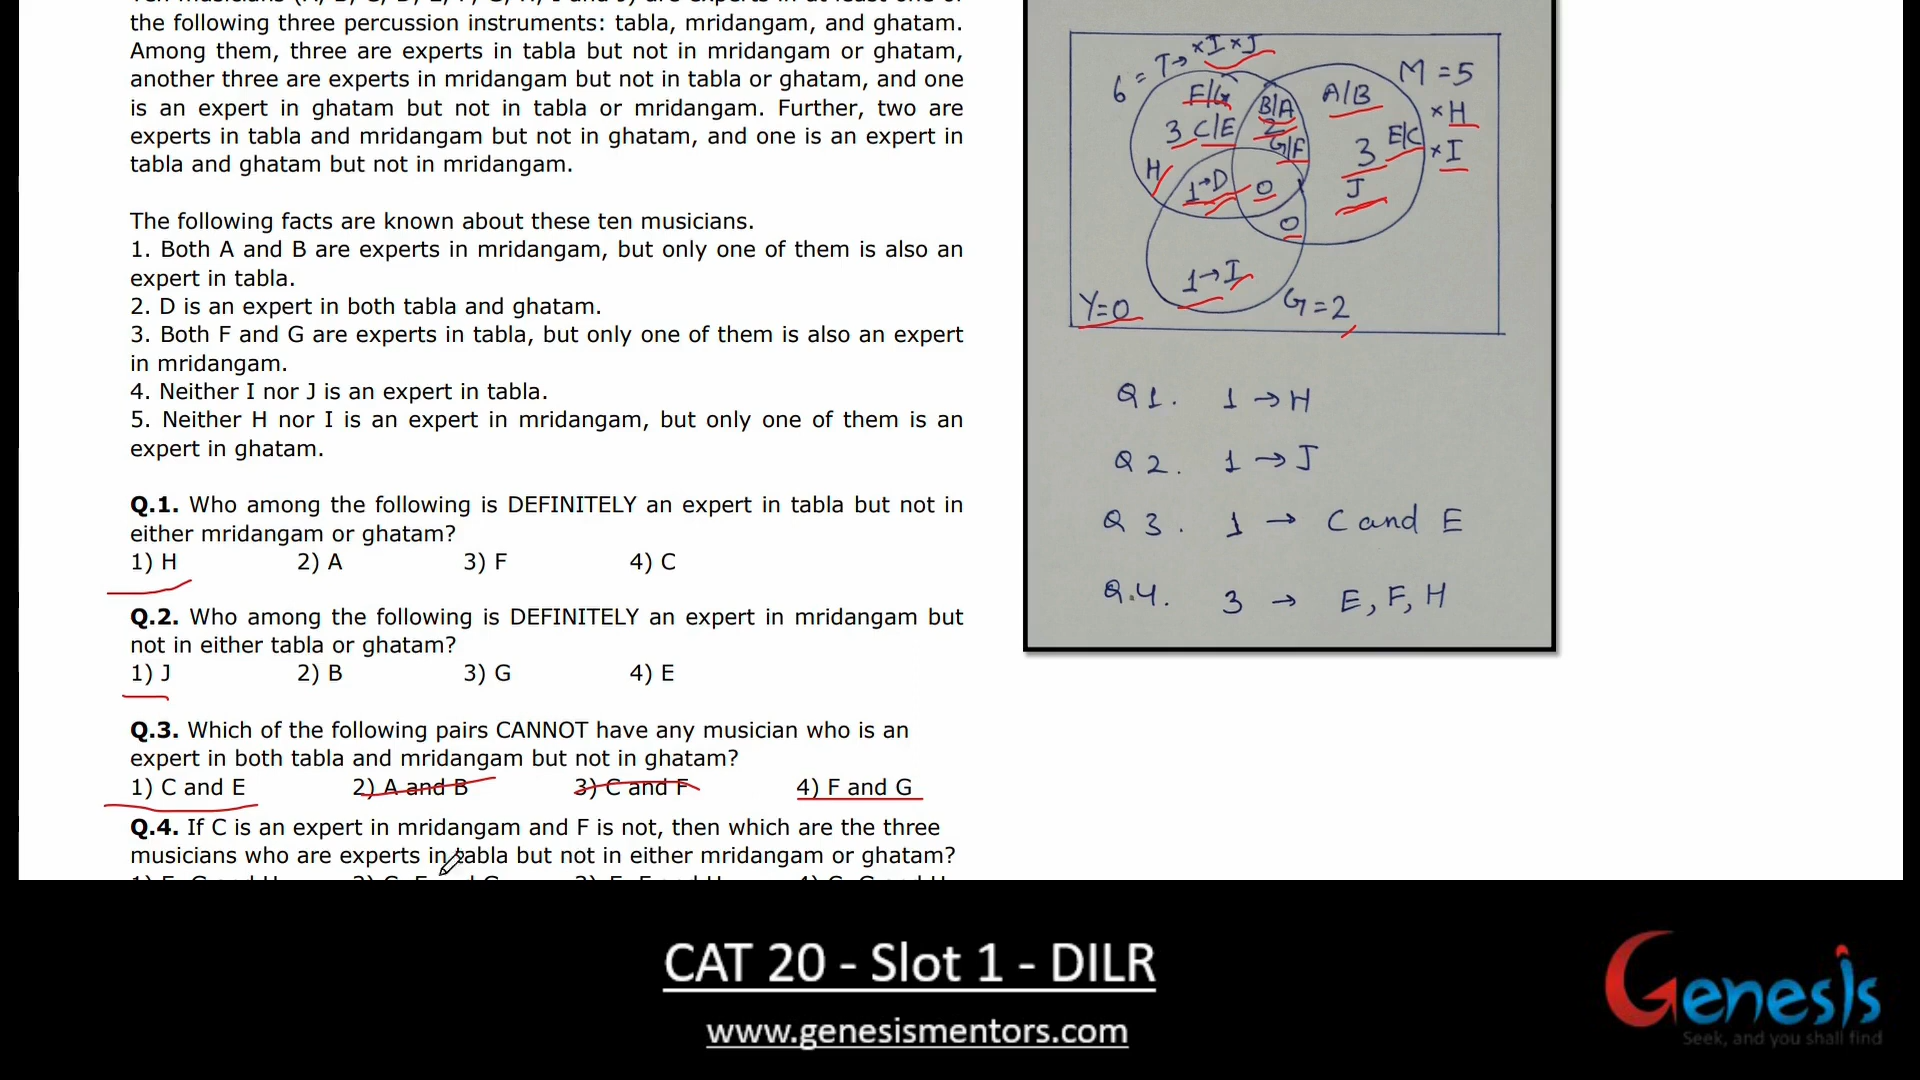 the following three percussion instruments: tabla, mridangam, and ghatam.
Among them, three are experts in tabla but not in mridangam or ghatam,
another three are experts in mridangam but not in tabla or ghatam, and one
is an expert in ghatam but not in tabla or mridangam. Further, two are
experts in tabla and mridangam but not in ghatam, and one is an expert in
tabla and ghatam but not in mridangam.
The following facts are known about these ten musicians.
1. Both A and B are experts in mridangam, but only one of them is also an
expert in tabla.
2. D is an expert in both tabla and ghatam.
3. Both F and G are experts in tabla, but only one of them is also an expert
in mridangam.
4. Neither I nor J is an expert in tabla.
5. Neither H nor I is an expert in mridangam, but only one of them is an
expert in ghatam.
Q.1. Who among the following is DEFINITELY an expert in tabla but not in
either mridangam or ghatam?
1) H 2) A 3) F 4) C
Q.2. Who among the following is DEFINITELY an expert in mridangam but
not in either tabla or ghatam?
1) J 2) B 3) G 4) E
Q.3. Which of the following pairs CANNOT have any musician who is an
expert in both tabla and mridangam but not in ghatam?
1) C and E 2) A and B 3) C and F 4) F and G
Q.4. If C is an expert in mridangam and F is not, then which are the three
musicians who are experts in tabla but not in either mridangam or ghatam?
6 = T→ ×I ×J
M = 5
×H
×I
F/G
B/A
A/B
3 C/E
2
G/F
3 E/C
H
1→D
0
J
0
1→I
Y=0
G=2
Q1. 1 → H
Q2. 1 → J
Q3. 1 → C and E
Q.4. 3 → E, F, H
CAT 20 - Slot 1 - DILR
www.genesismentors.com
Genesis
Seek, and you shall find